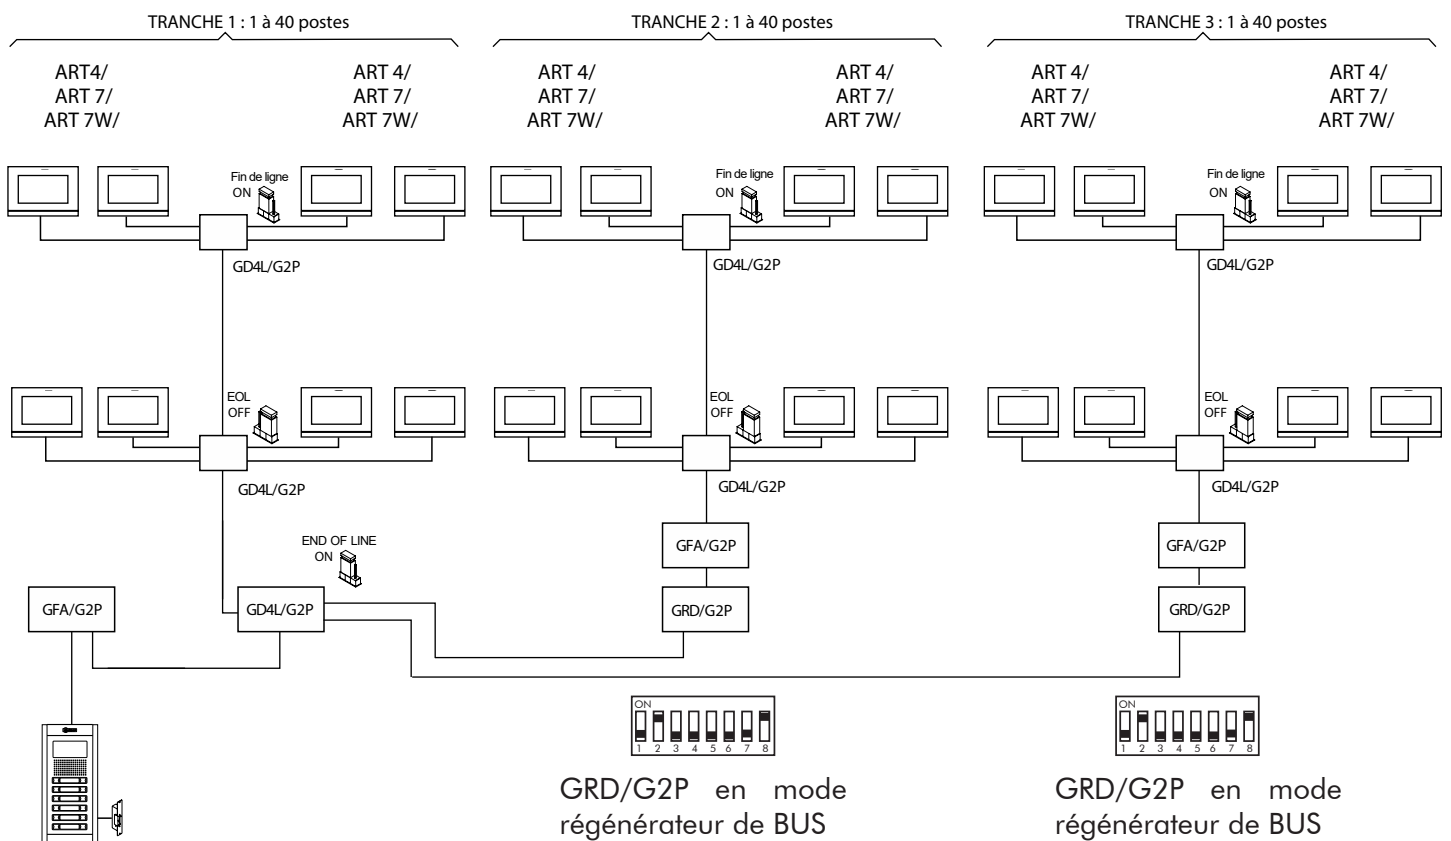 TRANCHE 1 : 1 à 40 postes
TRANCHE 2 : 1 à 40 postes
TRANCHE 3 : 1 à 40 postes
ART4/
ART 7/
ART 7W/
ART 4/
ART 7/
ART 7W/
ART 4/
ART 7/
ART 7W/
ART 4/
ART 7/
ART 7W/
ART 4/
ART 7/
ART 7W/
ART 4/
ART 7/
ART 7W/
Fin de ligne
ON
Fin de ligne
ON
Fin de ligne
ON
GD4L/G2P
GD4L/G2P
GD4L/G2P
EOL
OFF
EOL
OFF
EOL
OFF
GD4L/G2P
GD4L/G2P
GD4L/G2P
END OF LINE
ON
GFA/G2P
GFA/G2P
GFA/G2P
GD4L/G2P
GRD/G2P
GRD/G2P
ON
1 2 3 4 5 6 7 8
ON
1 2 3 4 5 6 7 8
GRD/G2P en mode
régénérateur de BUS
GRD/G2P en mode
régénérateur de BUS